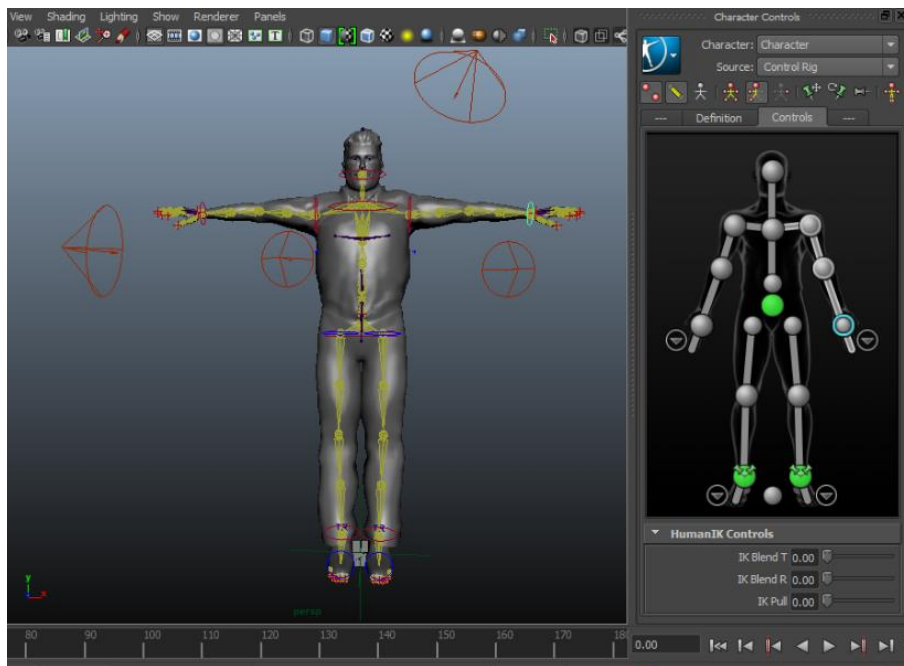 View Shading Lighting Show Renderer Panels
Character Controls
Character: Character
Source: Control Rig
--- Definition Controls ---
HumanIK Controls
IK Blend T 0.00
IK Blend R 0.00
IK Pull 0.00
y
x
persp
80 90 100 110 120 130 140 150 160 170 180
0.00